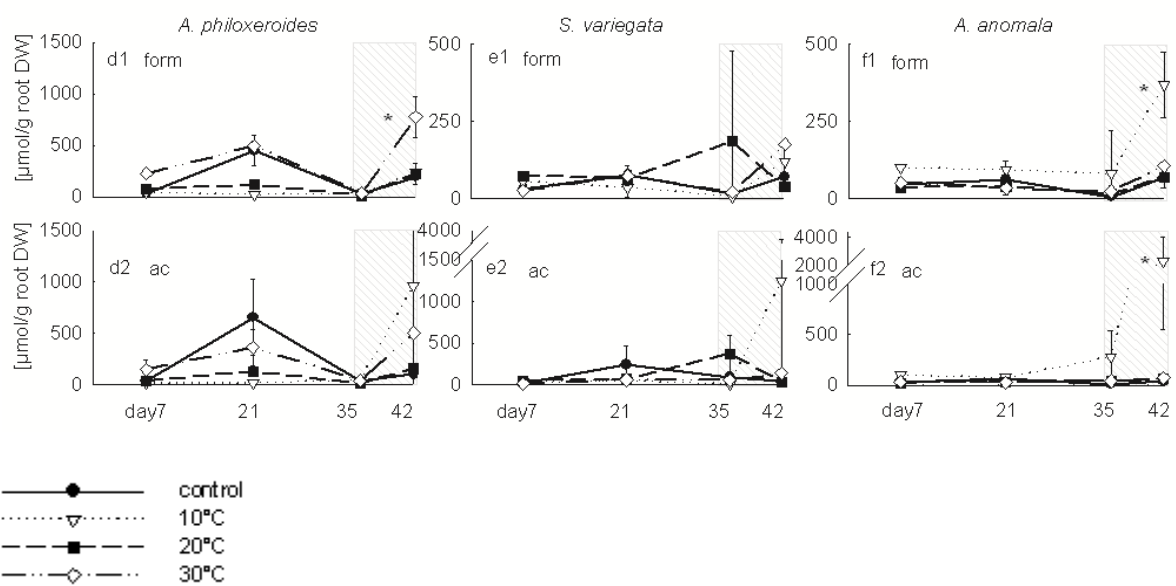 A. philoxeroides S. variegata A. anomala
[µmol/g root DW]
1500 1000 500 0
d1 form
500 250 0
e1 form
500 250 0
f1 form
*
*
[µmol/g root DW]
1500 1000 500 0
d2 ac
4000 1500 1000 500 0
e2 ac
4000 2000 1000 500 0
f2 ac
*
day7 21 35 42 day7 21 35 42 day7 21 35 42
control
10°C
20°C
30°C